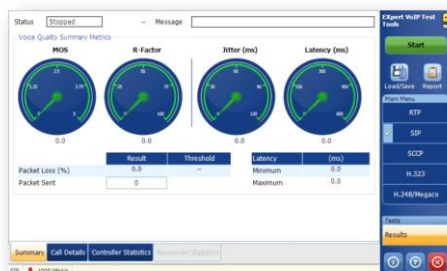 Status Stopped -- Message
EXpert VoIP Test Tools
Voice Quality Summary Metrics
MOS R-Factor Jitter (ms) Latency (ms)
0.0 0.0 0.0 0.0
Result Threshold Latency (ms)
Packet Loss (%) 0.0 -- Minimum 0.0
Packet Sent 0 Maximum 0.0
Start
Load/Save Report
Main Menu
RTP
SIP
SCCP
H.323
H.248/Megaco
Tests
Results
Summary Call Details Controller Statistics Responder Statistics